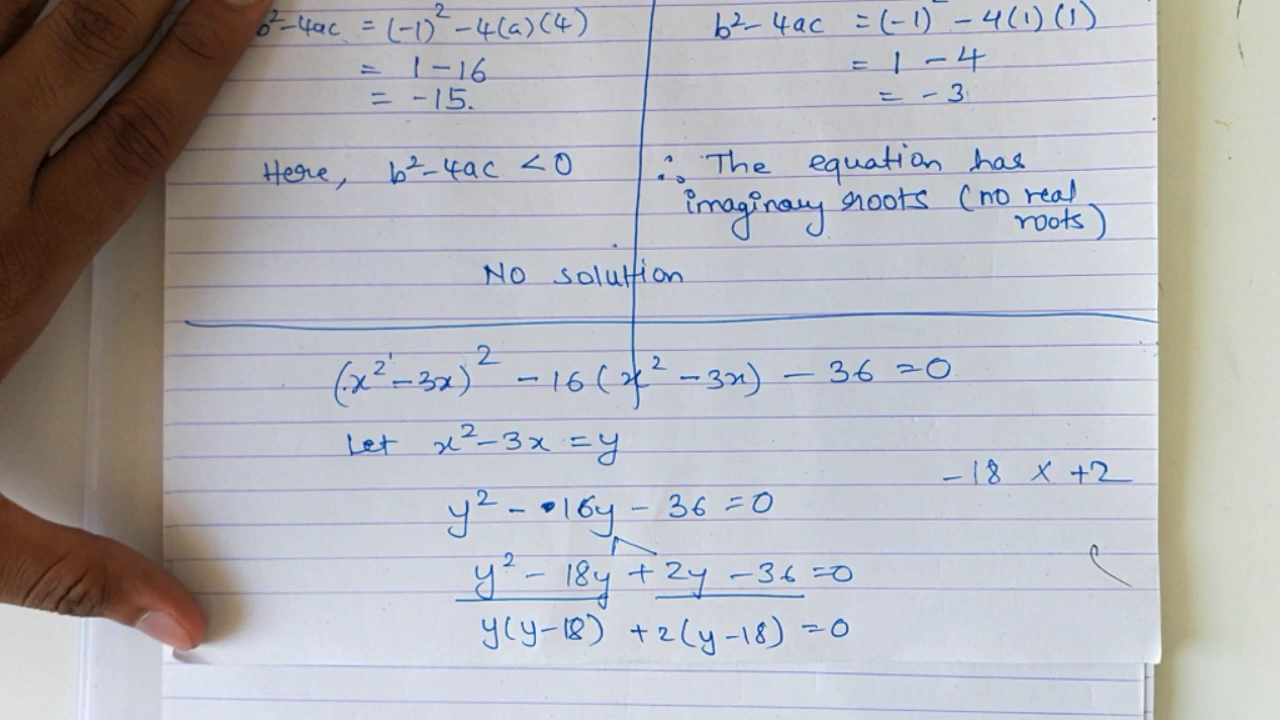 b²-4ac = (-1)² -4(a)(4)
= 1-16
= -15.
Here, b²-4ac <0
b²-4ac = (-1)² - 4(1)(1)
= 1 - 4
= -3
∴ The equation has
imaginary roots (no real
roots)
No solution
(x²-3x)² -16(x²-3x) - 36 =0
Let x²-3x =y
y² - 16y - 36 =0
-18 x +2
y² - 18y + 2y -36 =0
y(y-18) +2(y-18) =0